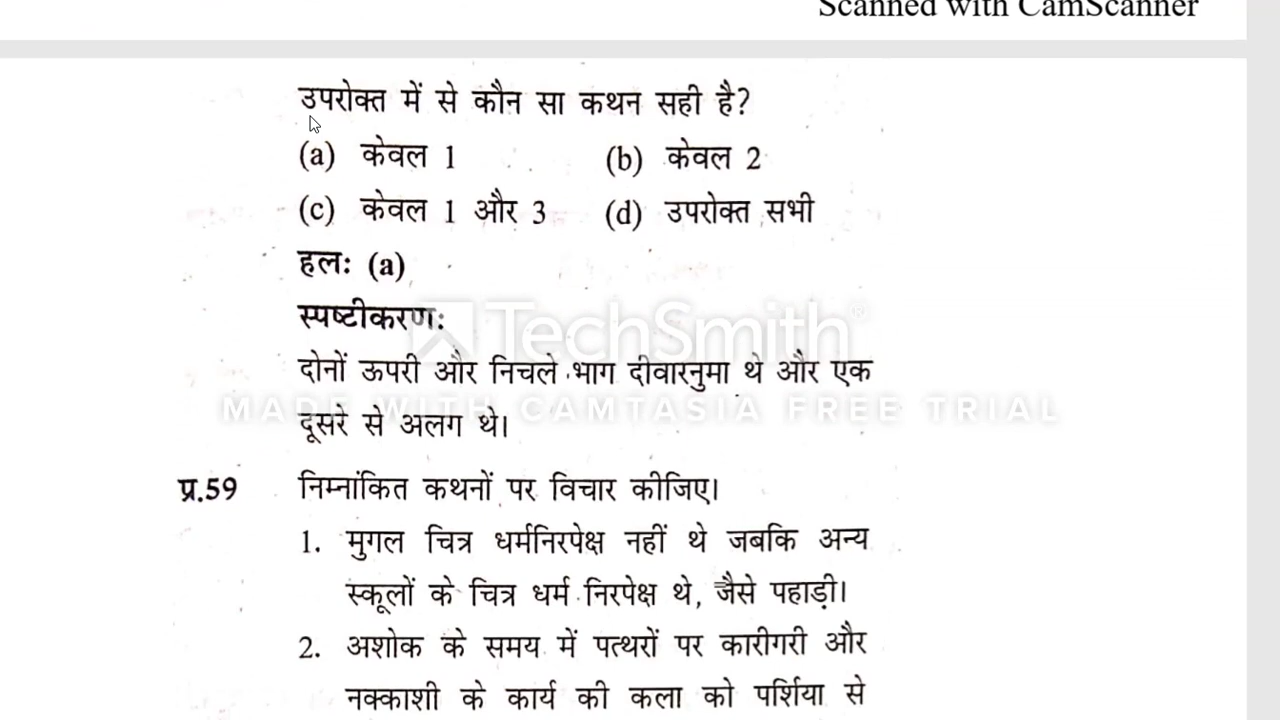 Scanned with CamScanner
उपरोक्त में से कौन सा कथन सही है?
(a) केवल 1 (b) केवल 2
(c) केवल 1 और 3 (d) उपरोक्त सभी
हलः (a)
स्पष्टीकरणः
TechSmith®
दोनों ऊपरी और निचले भाग दीवारनुमा थे और एक
MADE WITH CAMTASIA FREE TRIAL
दूसरे से अलग थे।
प्र.59 निम्नांकित कथनों पर विचार कीजिए।
1. मुगल चित्र धर्मनिरपेक्ष नहीं थे जबकि अन्य
स्कूलों के चित्र धर्म निरपेक्ष थे, जैसे पहाड़ी।
2. अशोक के समय में पत्थरों पर कारीगरी और
नक्काशी के कार्य की कला को पर्शिया से